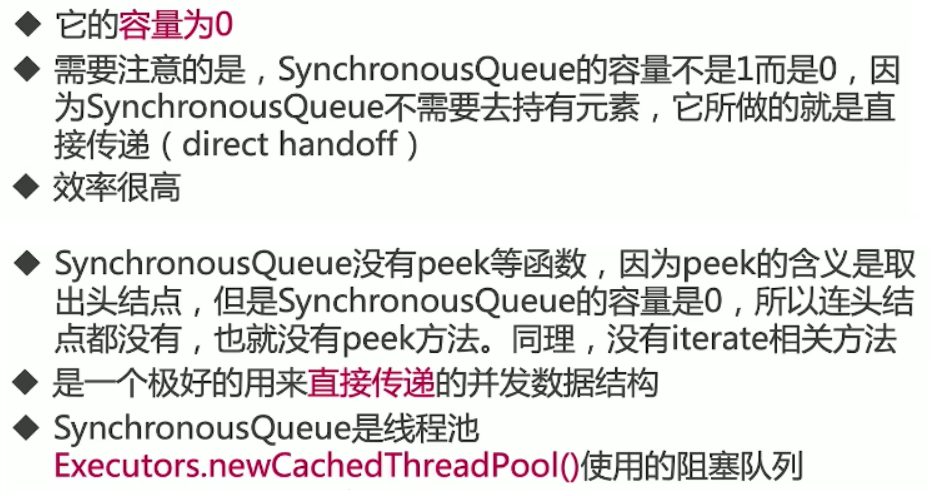 ◆ 它的容量为0
◆ 需要注意的是，SynchronousQueue的容量不是1而是0，因
为SynchronousQueue不需要去持有元素，它所做的就是直
接传递（direct handoff）
◆ 效率很高
◆ SynchronousQueue没有peek等函数，因为peek的含义是取
出头结点，但是SynchronousQueue的容量是0，所以连头结
点都没有，也就没有peek方法。同理，没有iterate相关方法
◆ 是一个极好的用来直接传递的并发数据结构
◆ SynchronousQueue是线程池
Executors.newCachedThreadPool()使用的阻塞队列